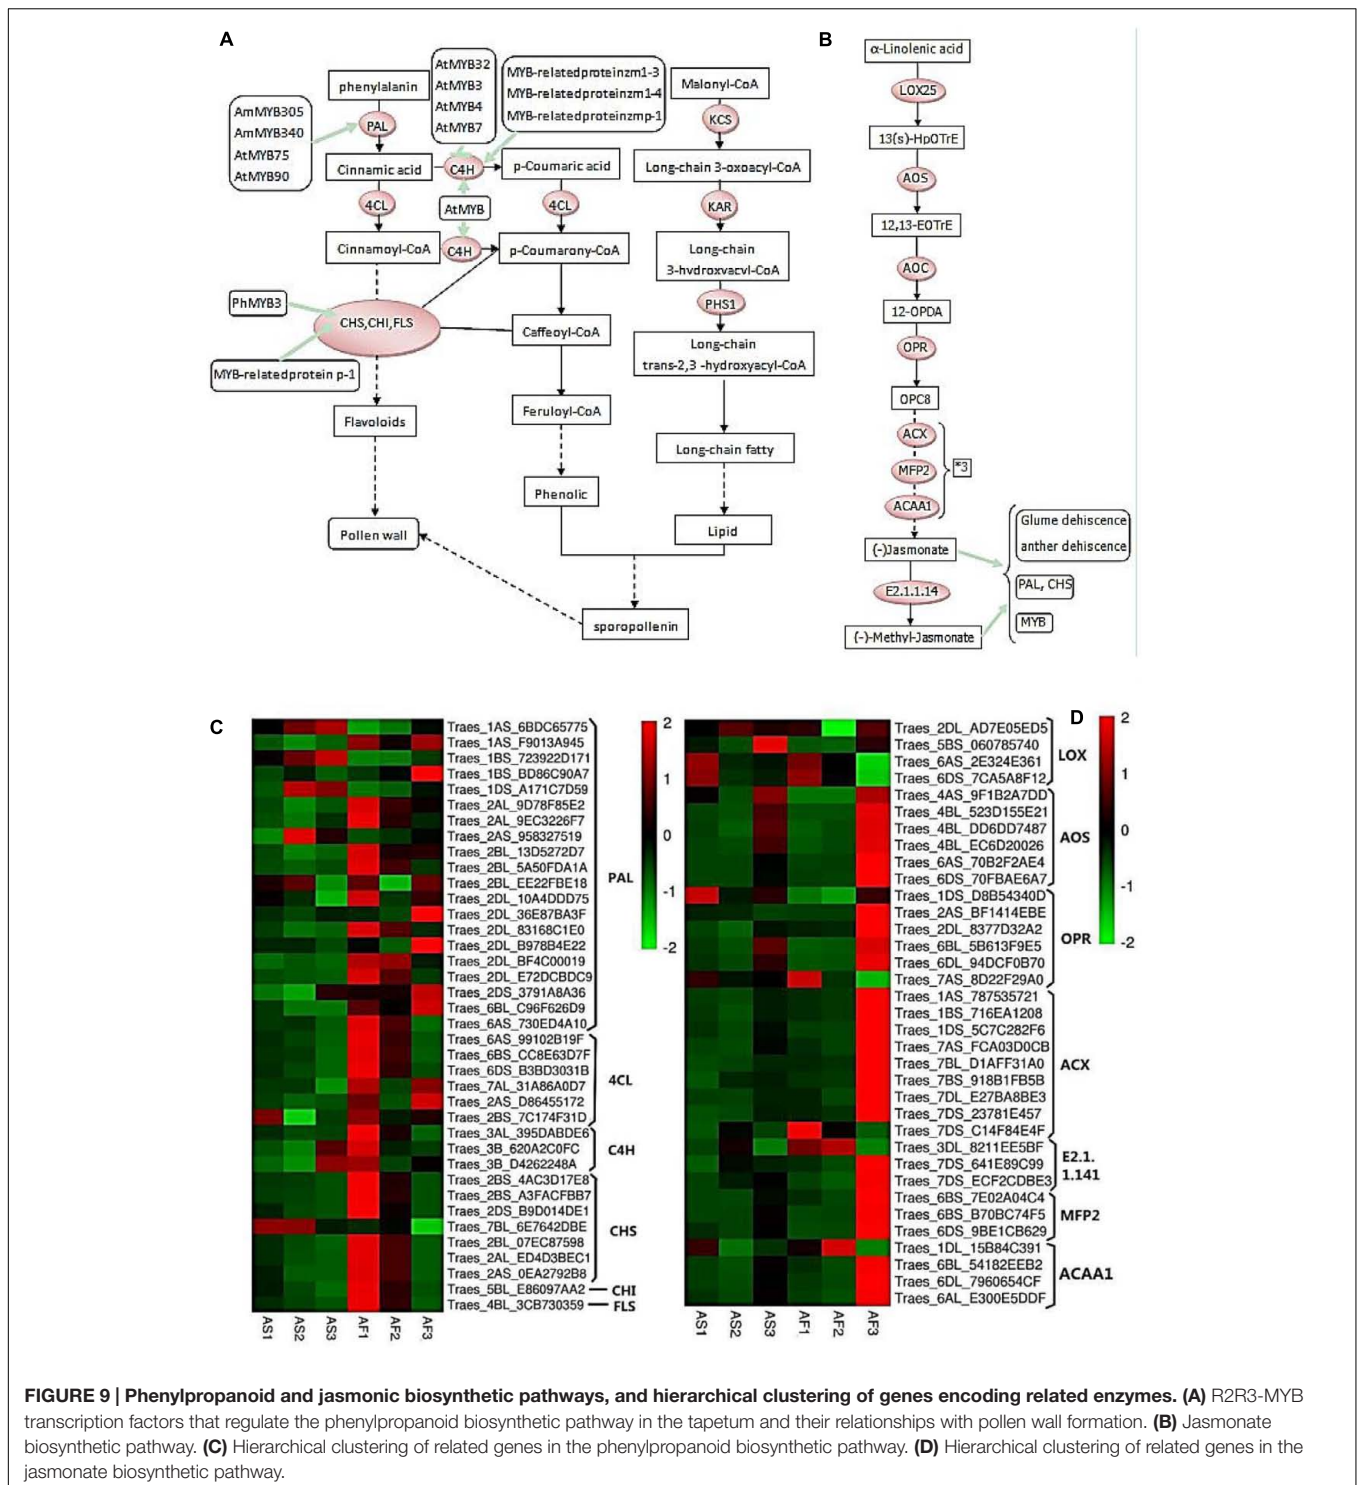 A
phenylalanin
PAL
AmMYB305
AmMYB340
AtMYB75
AtMYB90
AtMYB32
AtMYB3
AtMYB4
AtMYB7
MYB-relatedproteinzm1-3
MYB-relatedproteinzm1-4
MYB-relatedproteinzmp-1
Cinnamic acid
C4H
p-Coumaric acid
4CL
AtMYB
4CL
Cinnamoyl-CoA
C4H
p-Coumarony-CoA
PhMYB3
CHS,CHI,FLS
MYB-relatedprotein p-1
Caffeoyl-CoA
Flavoloids
Feruloyl-CoA
Phenolic
Pollen wall
Malonyl-CoA
KCS
Long-chain 3-oxoacyl-CoA
KAR
Long-chain
3-hvdroxvacvl-CoA
PHS1
Long-chain
trans-2,3 -hydroxyacyl-CoA
Long-chain fatty
Lipid
sporopollenin
B
α-Linolenic acid
LOX25
13(s)-HpOTrE
AOS
12,13-EOTrE
AOC
12-OPDA
OPR
OPC8
ACX
MFP2
ACAA1
*3
(-)Jasmonate
E2.1.1.14
(-)-Methyl-Jasmonate
Glume dehiscence
anther dehiscence
PAL, CHS
MYB
C
Traes_1AS_6BDC65775
Traes_1AS_F9013A945
Traes_1BS_723922D171
Traes_1BS_BD86C90A7
Traes_1DS_A171C7D59
Traes_2AL_9D78F85E2
Traes_2AL_9EC3226F7
Traes_2AS_958327519
Traes_2BL_13D5272D7
Traes_2BL_5A50FDA1A
Traes_2BL_EE22FBE18
Traes_2DL_10A4DDD75
Traes_2DL_36E87BA3F
Traes_2DL_83168C1E0
Traes_2DL_B978B4E22
Traes_2DL_BF4C00019
Traes_2DL_E72DCBDC9
Traes_2DS_3791A8A36
Traes_6BL_C96F626D9
Traes_6AS_730ED4A10
Traes_6AS_99102B19F
Traes_6BS_CC8E63D7F
Traes_6DS_B3BD3031B
Traes_7AL_31A86A0D7
Traes_2AS_D86455172
Traes_2BS_7C174F31D
Traes_3AL_395DABDE6
Traes_3B_620A2C0FC
Traes_3B_D4262248A
Traes_2BS_4AC3D17E8
Traes_2BS_A3FACFBB7
Traes_2DS_B9D014DE1
Traes_7BL_6E7642DBE
Traes_2BL_07EC87598
Traes_2AL_ED4D3BEC1
Traes_2AS_0EA2792B8
Traes_5BL_E86097AA2
Traes_4BL_3CB730359
PAL
4CL
C4H
CHS
CHI
FLS
2
1
0
-1
-2
AS1
AS2
AS3
AF1
AF2
AF3
D
Traes_2DL_AD7E05ED5
Traes_5BS_060785740
Traes_6AS_2E324E361
Traes_6DS_7CA5A8F12
Traes_4AS_9F1B2A7DD
Traes_4BL_523D155E21
Traes_4BL_DD6DD7487
Traes_4BL_EC6D20026
Traes_6AS_70B2F2AE4
Traes_6DS_70FBAE6A7
Traes_1DS_D8B54340D
Traes_2AS_BF1414EBE
Traes_2DL_8377D32A2
Traes_6BL_5B613F9E5
Traes_6DL_94DCF0B70
Traes_7AS_8D22F29A0
Traes_1AS_787535721
Traes_1BS_716EA1208
Traes_1DS_5C7C282F6
Traes_7AS_FCA03D0CB
Traes_7BL_D1AFF31A0
Traes_7BS_918B1FB5B
Traes_7DL_E27BA8BE3
Traes_7DS_23781E457
Traes_7DS_C14F84E4F
Traes_3DL_8211EE5BF
Traes_7DS_641E89C99
Traes_7DS_ECF2CDBE3
Traes_6BS_7E02A04C4
Traes_6BS_B70BC74F5
Traes_6DS_9BE1CB629
Traes_1DL_15B84C391
Traes_6BL_54182EEB2
Traes_6DL_7960654CF
Traes_6AL_E300E5DDF
LOX
AOS
OPR
ACX
E2.1.
1.141
MFP2
ACAA1
2
1
0
-1
-2
AS1
AS2
AS3
AF1
AF2
AF3
FIGURE 9 | Phenylpropanoid and jasmonic biosynthetic pathways, and hierarchical clustering of genes encoding related enzymes. (A) R2R3-MYB
transcription factors that regulate the phenylpropanoid biosynthetic pathway in the tapetum and their relationships with pollen wall formation. (B) Jasmonate
biosynthetic pathway. (C) Hierarchical clustering of related genes in the phenylpropanoid biosynthetic pathway. (D) Hierarchical clustering of related genes in the
jasmonate biosynthetic pathway.